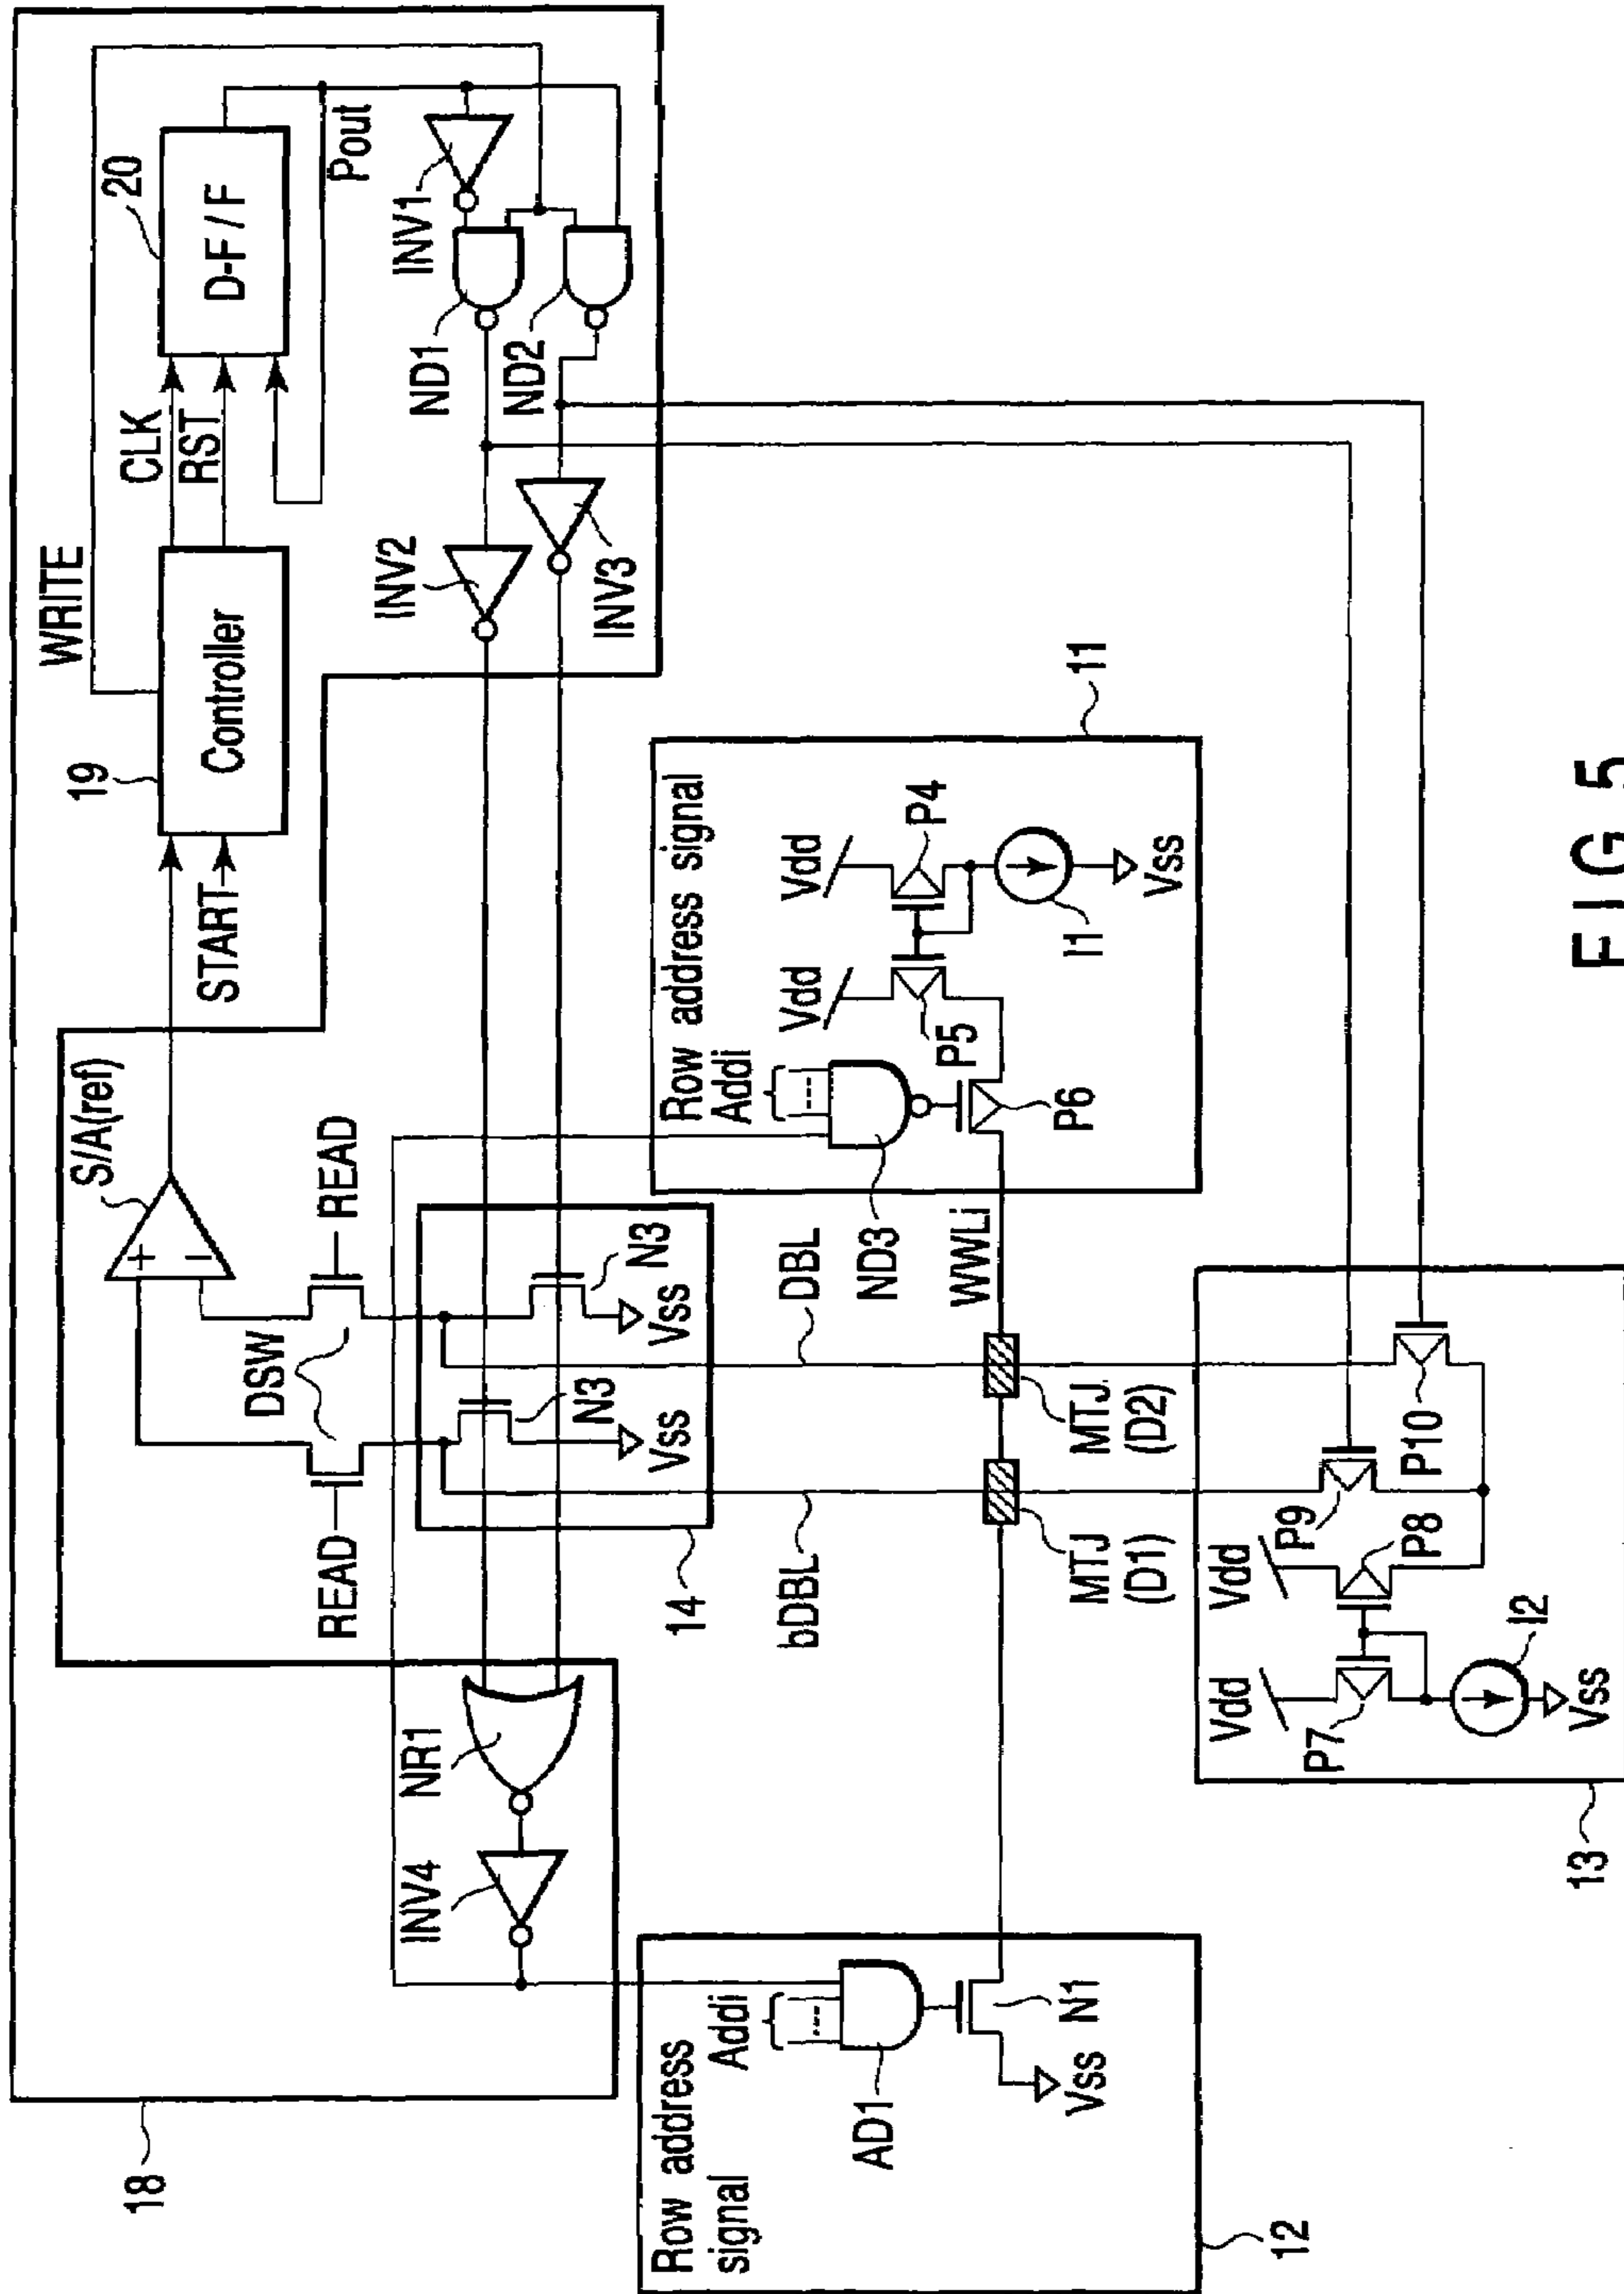 18
WRITE
19
Controller
START
CLK
RST
20
D-F/F
Pout
S/A(ref)
+
−
READ
READ
DSW
INV4
NR1
INV2
INV3
ND1
ND2
INV1
14
N3
Vss
N3
Vss
Row address
signal
Addi
AD1
N1
Vss
12
bDBL
DBL
WWLi
MTJ
(D1)
MTJ
(D2)
Row address signal
Addi
ND3
P6
Vdd
P5
Vdd
P4
I1
Vss
11
Vdd
P7
Vdd
P8
I2
Vss
P9
P10
13
FIG. 5